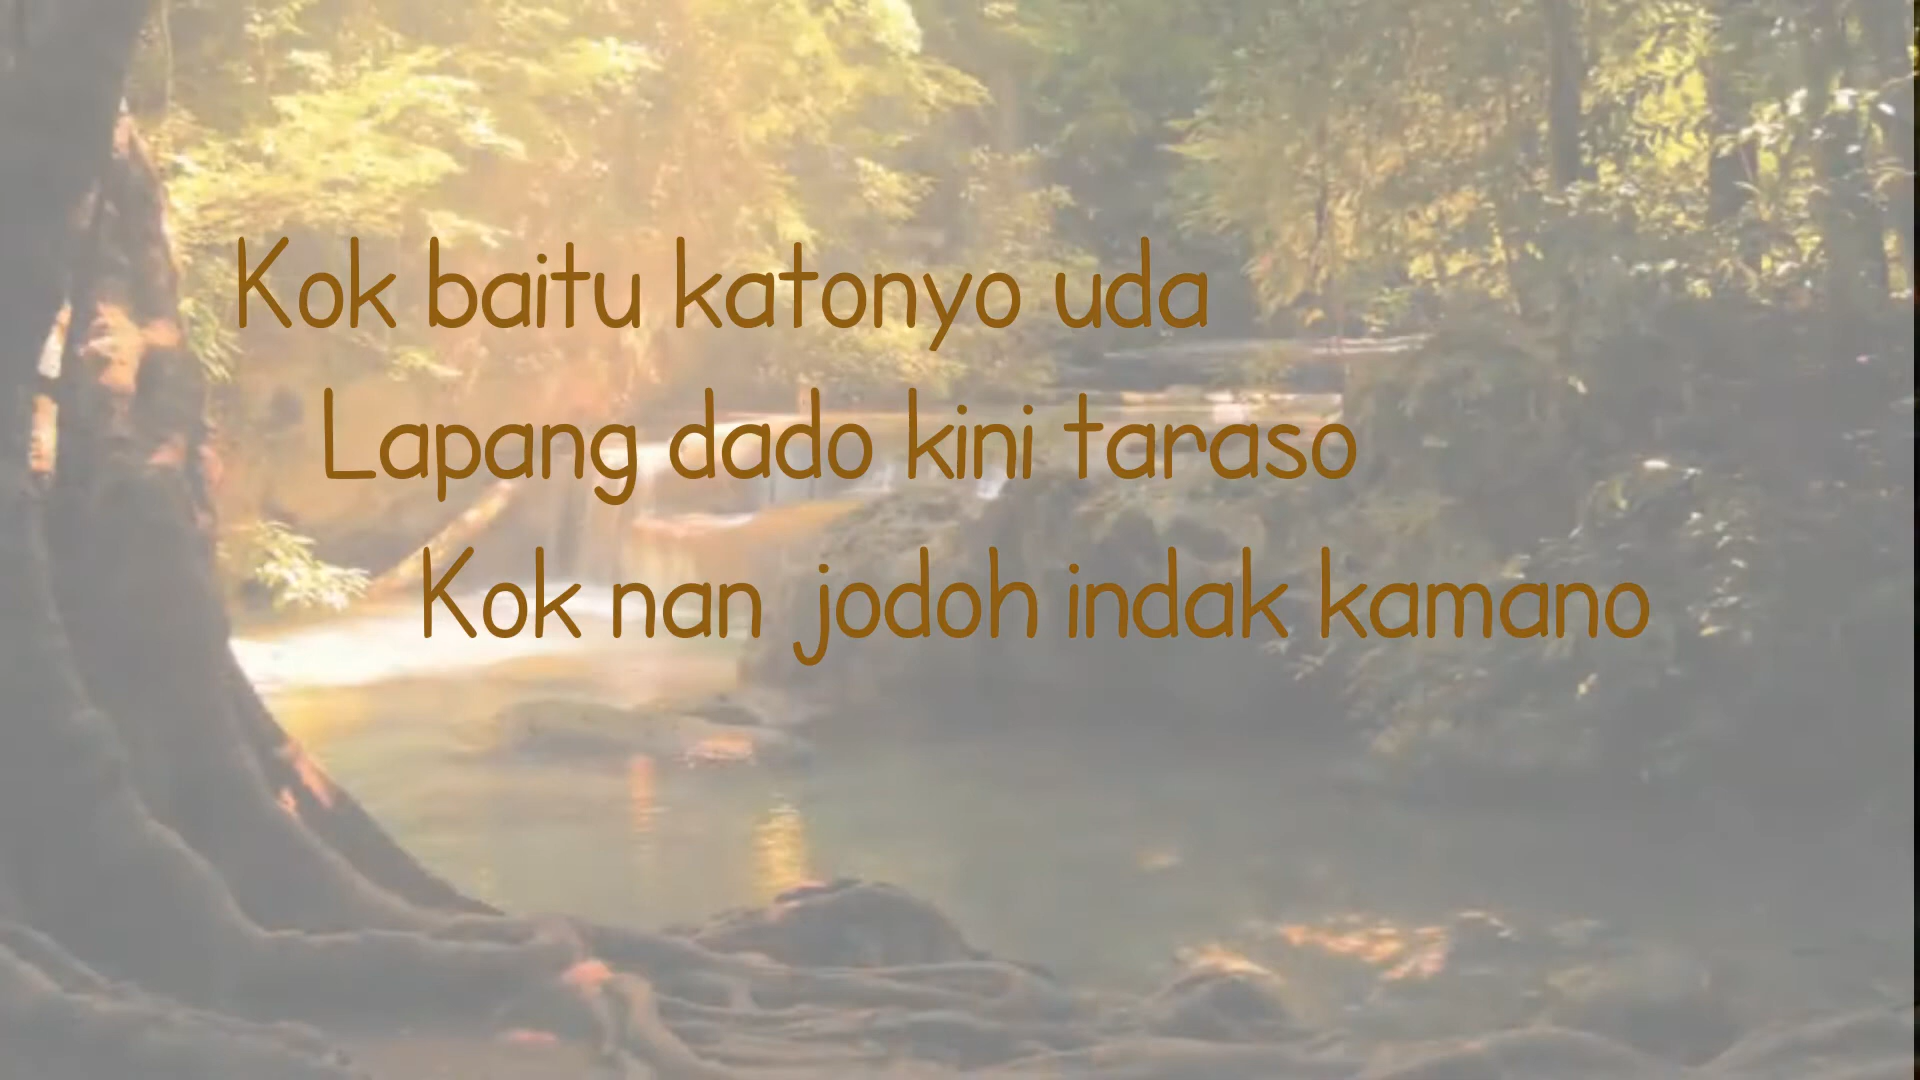 Kok baitu katonyo uda
Lapang dado kini taraso
Kok nan jodoh indak kamano